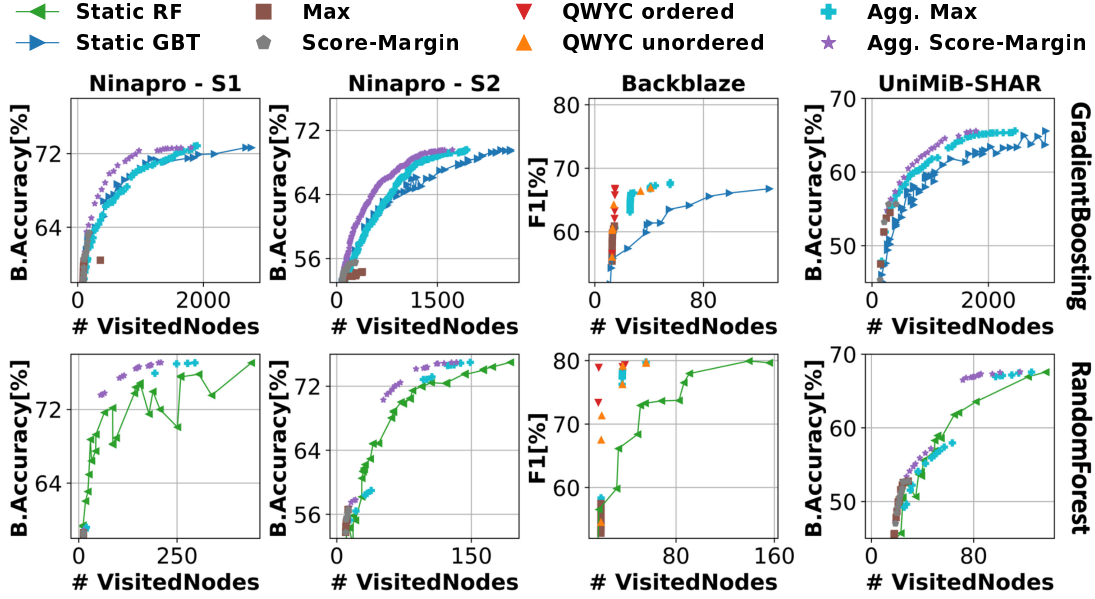 Static RF Max QWYC ordered Agg. Max
Static GBT Score-Margin QWYC unordered Agg. Score-Margin
Ninapro - S1 Ninapro - S2 Backblaze UniMiB-SHAR
B.Accuracy[%]
72
64
0 2000
# VisitedNodes
B.Accuracy[%]
72
64
56
0 1500
# VisitedNodes
F1[%]
80
70
60
0 80
# VisitedNodes
B.Accuracy[%]
70
60
50
0 2000
# VisitedNodes
GradientBoosting
B.Accuracy[%]
72
64
0 250
# VisitedNodes
B.Accuracy[%]
72
64
56
0 150
# VisitedNodes
F1[%]
80
70
60
80 160
# VisitedNodes
B.Accuracy[%]
70
60
50
0 80
# VisitedNodes
RandomForest